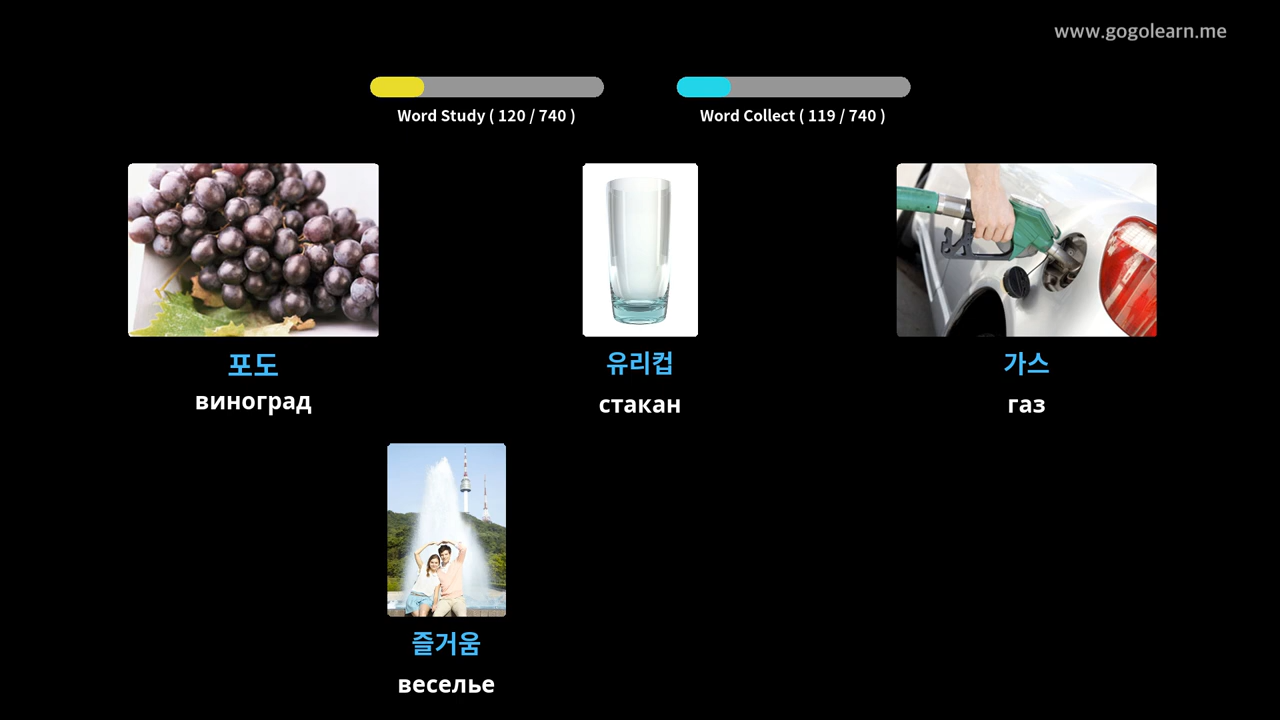 www.gogolearn.me
Word Study ( 120 / 740 )
Word Collect ( 119 / 740 )
포도
виноград
유리컵
стакан
가스
газ
즐거움
веселье